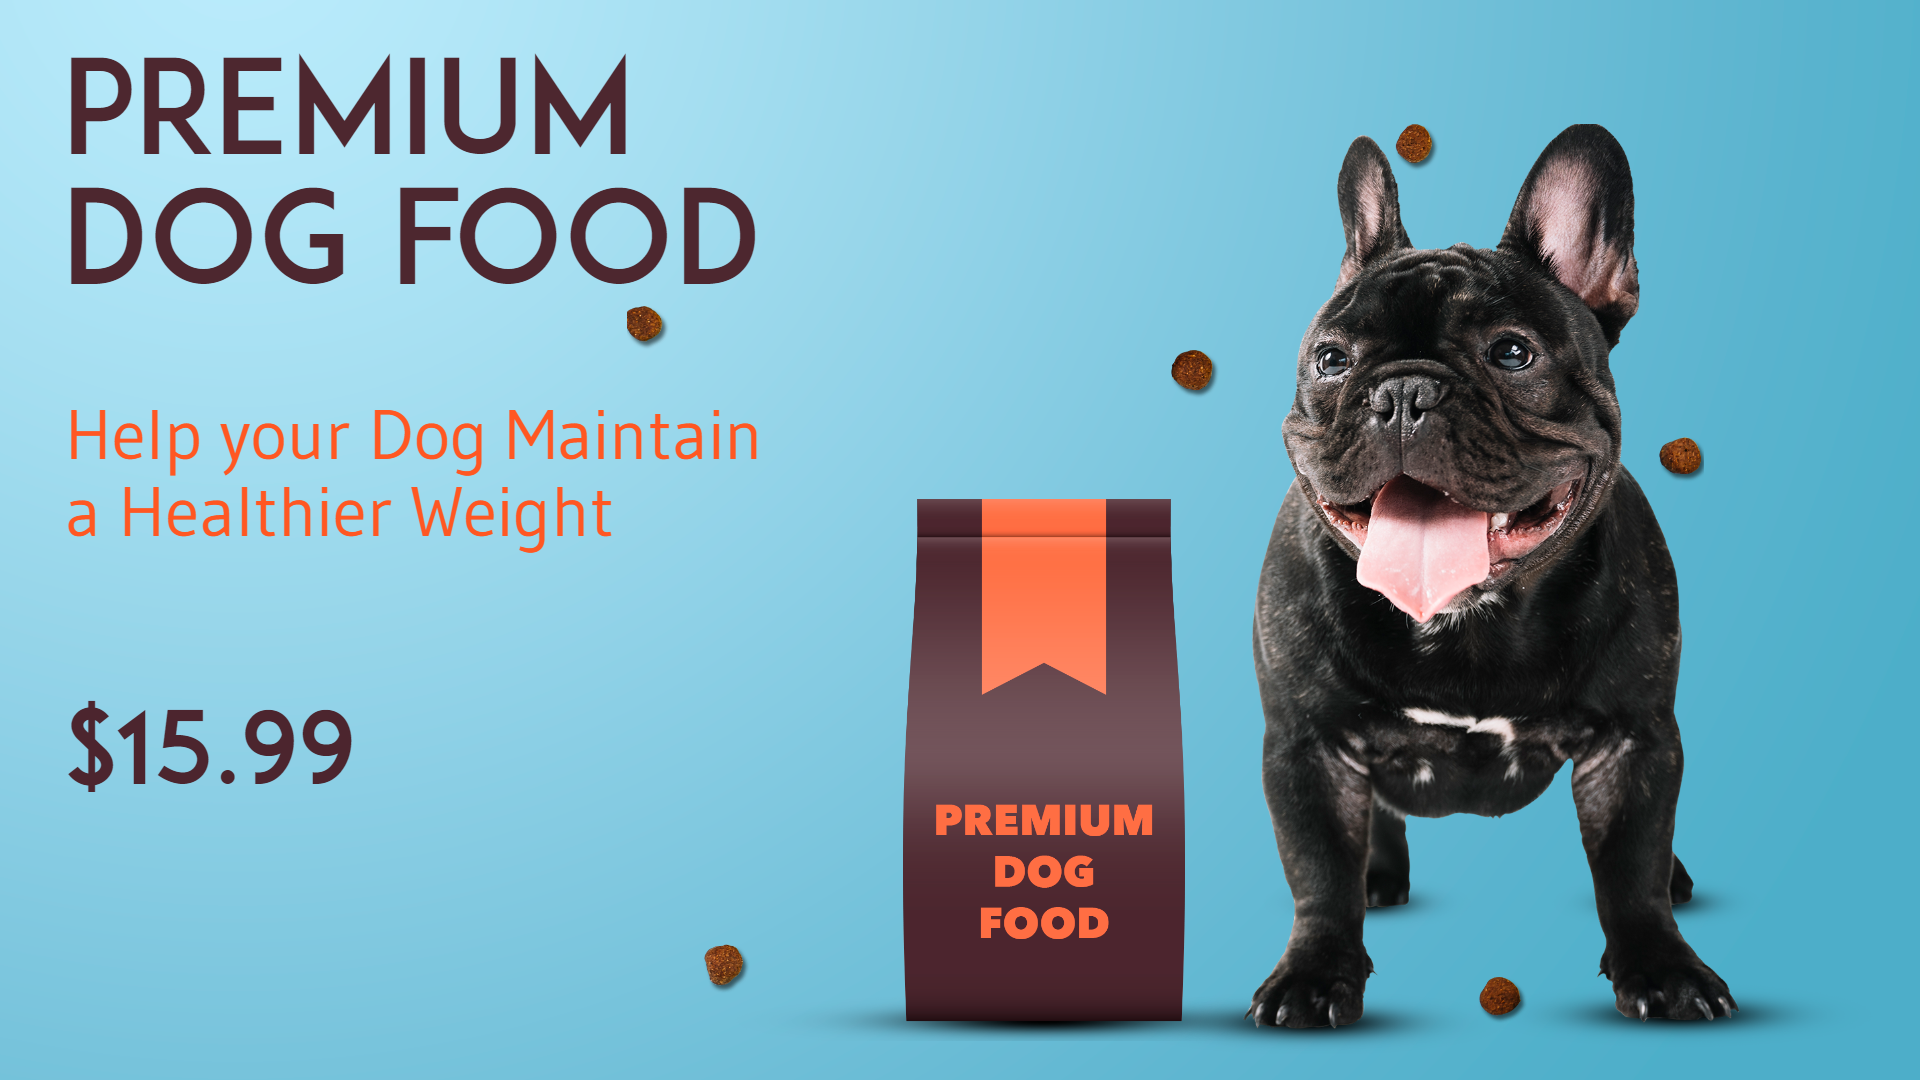 PREMIUM
DOG FOOD
Help your Dog Maintain
a Healthier Weight
$15.99
PREMIUM
DOG
FOOD